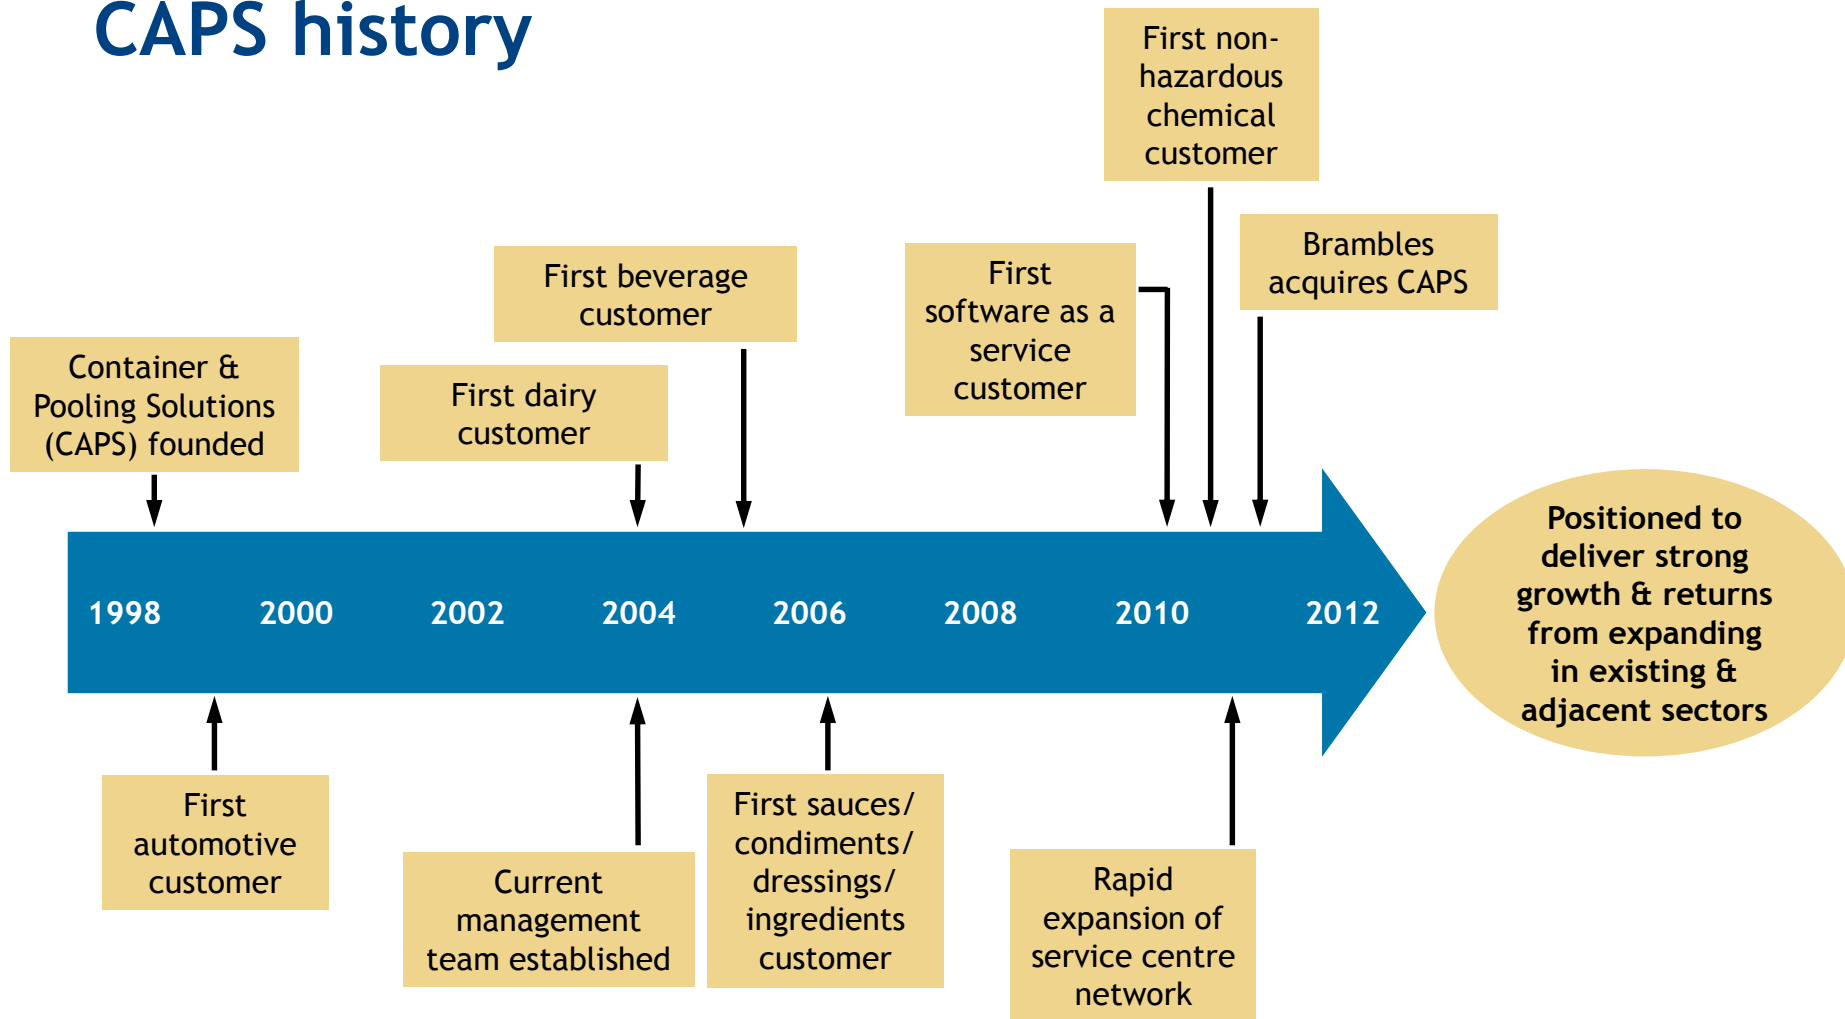 CAPS history
First non-
hazardous
chemical
customer
Brambles
acquires CAPS
First
software as a
service
customer
First beverage
customer
First dairy
customer
Container &
Pooling Solutions
(CAPS) founded
1998
2000
2002
2004
2006
2008
2010
2012
Positioned to
deliver strong
growth & returns
from expanding
in existing &
adjacent sectors
First
automotive
customer
Current
management
team established
First sauces/
condiments/
dressings/
ingredients
customer
Rapid
expansion of
service centre
network